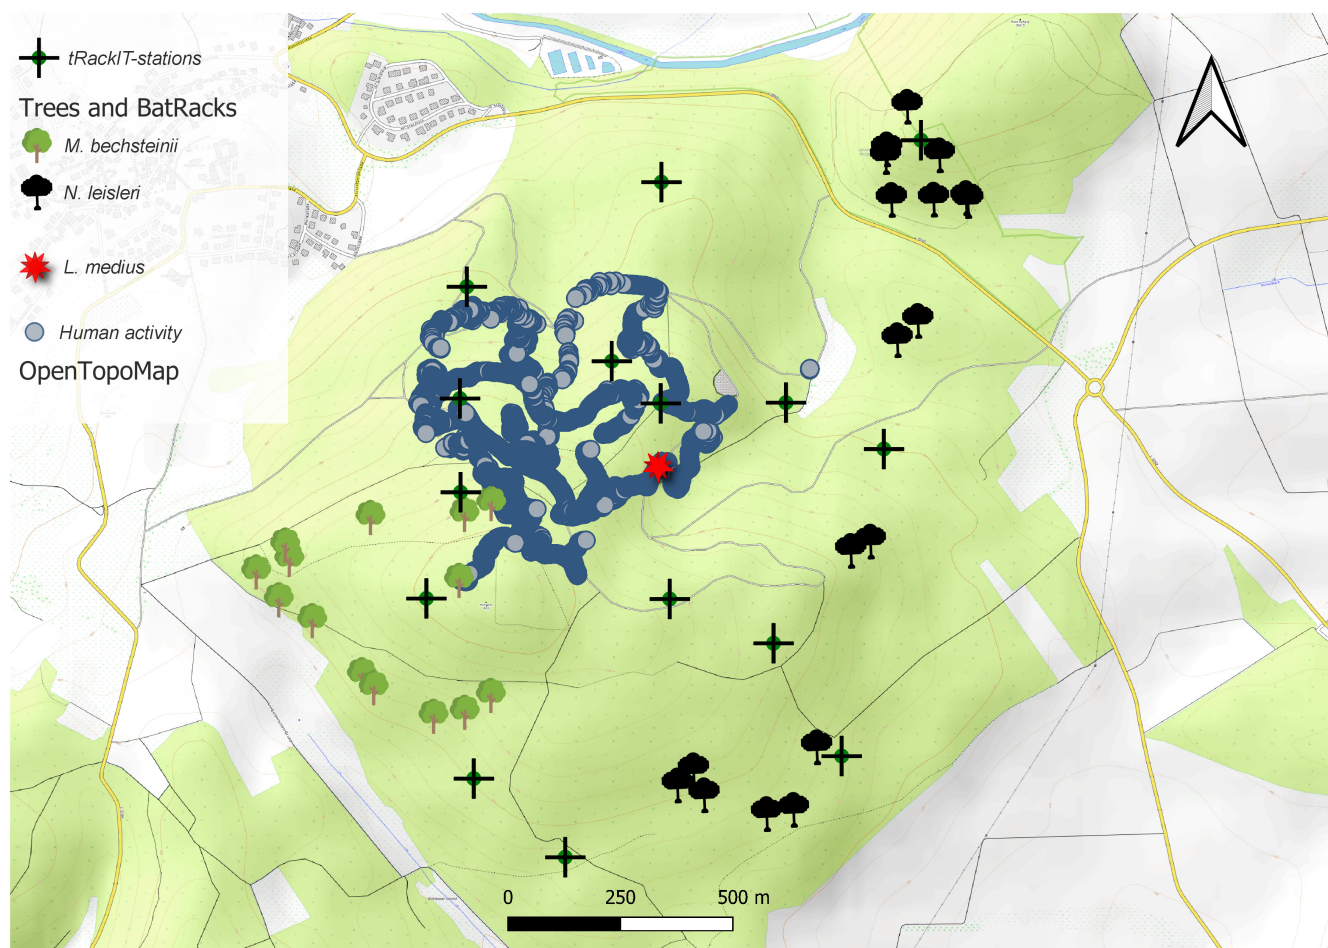 tRackIT-stations
Trees and BatRacks
M. bechsteinii
N. leisleri
L. medius
Human activity
OpenTopoMap
0 250 500 m